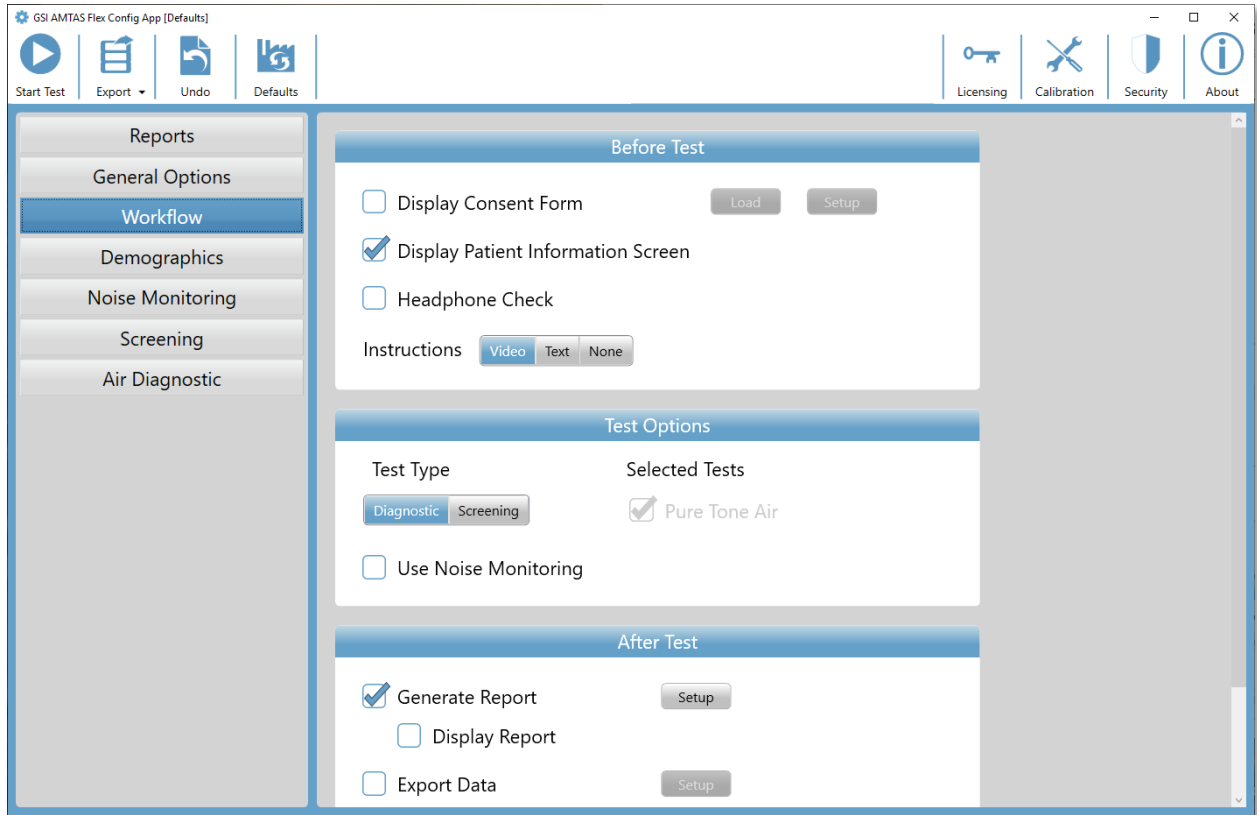 GSI AMTAS Flex Config App [Defaults]
Start Test Export Undo Defaults Licensing Calibration Security About
Reports
General Options
Workflow
Demographics
Noise Monitoring
Screening
Air Diagnostic
Before Test
Display Consent Form Load Setup
Display Patient Information Screen
Headphone Check
Instructions Video Text None
Test Options
Test Type Selected Tests
Diagnostic Screening Pure Tone Air
Use Noise Monitoring
After Test
Generate Report Setup
Display Report
Export Data Setup